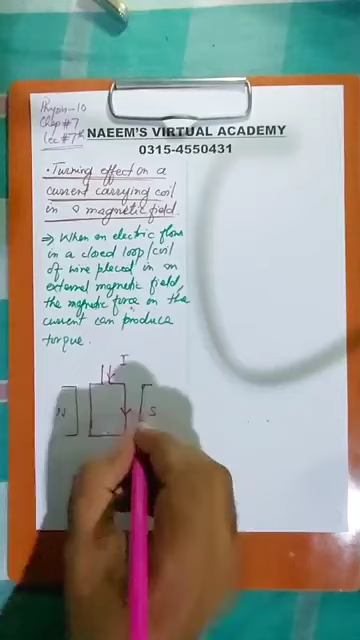 Physics-10
Chap#7
Lec#7
NAEEM'S VIRTUAL ACADEMY
0315-4550431
• Turning effect on a
current carrying coil
in a magnetic field.
⇒ When an electric flows
in a closed loop/coil
of wire placed in an
external magnetic field,
the magnetic force on the
current can produce
torque.
I
N
S